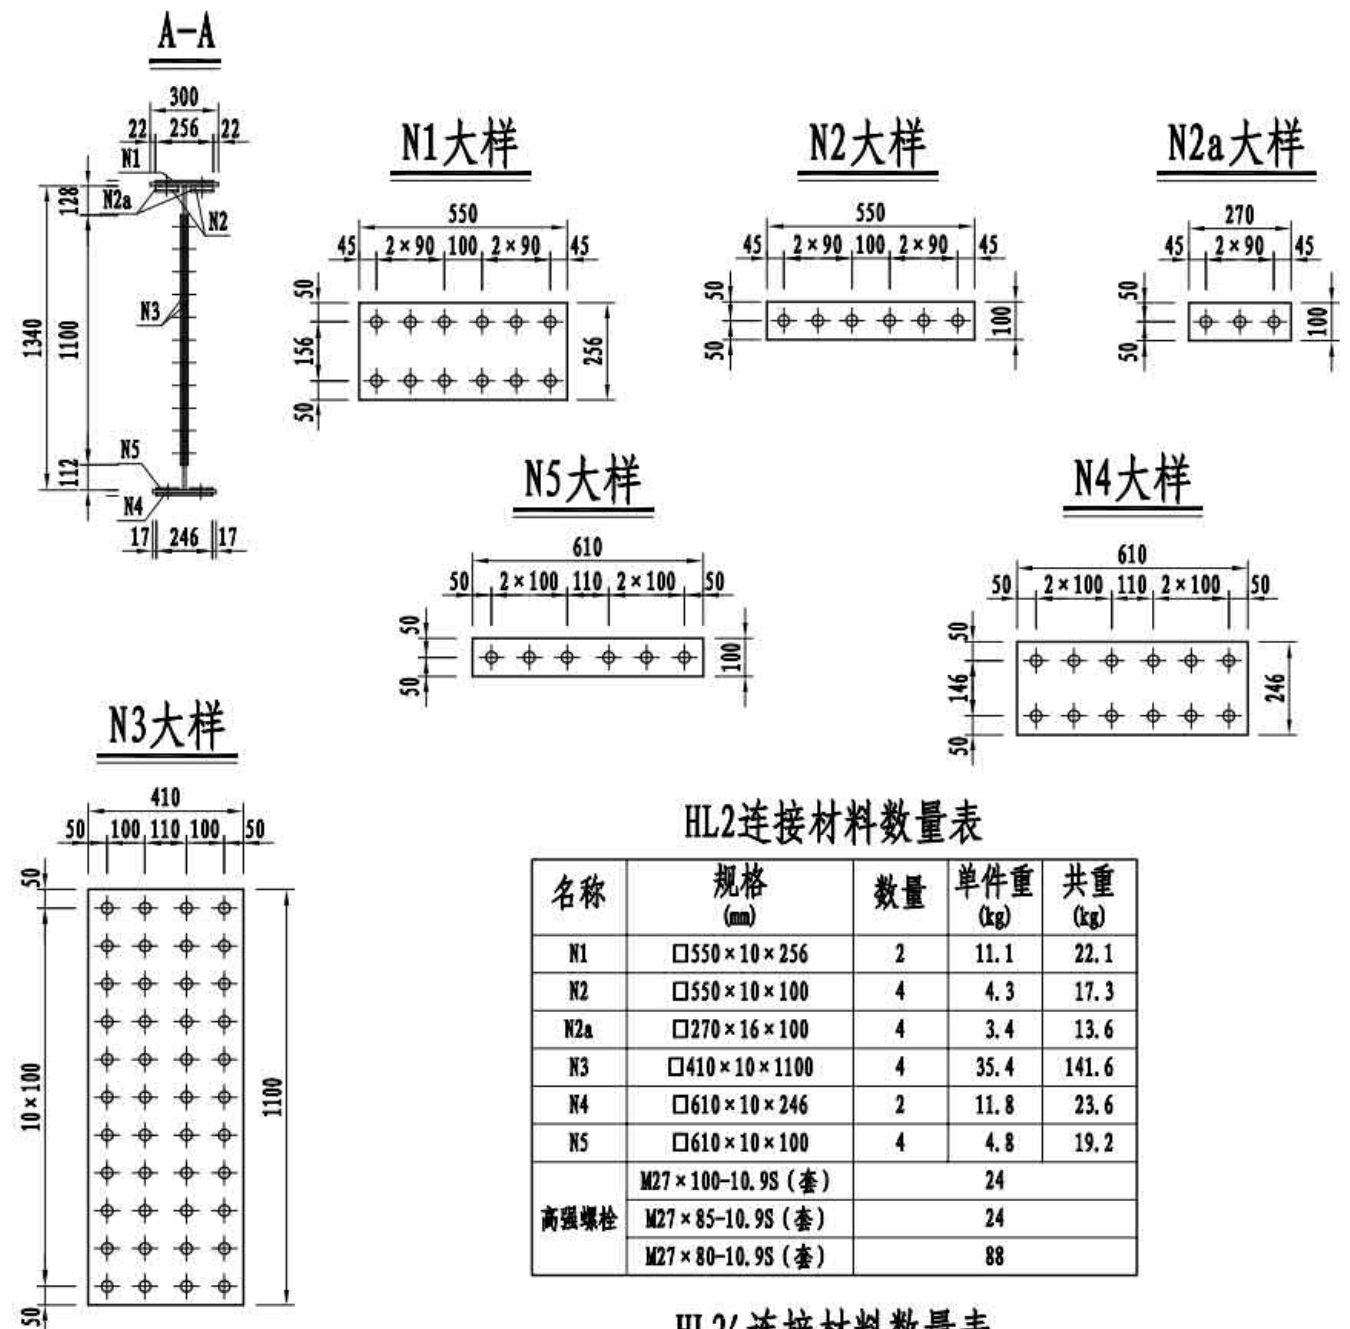 A-A
300
22 256 22
N1
N2a
N2
128
1340
1100
N3
N5
112
N4
17 246 17
N1大样
550
45 2×90 100 2×90 45
50
156
50
256
N2大样
550
45 2×90 100 2×90 45
50
50
100
N2a大样
270
45 2×90 45
50
50
100
N5大样
610
50 2×100 110 2×100 50
50
50
100
N4大样
610
50 2×100 110 2×100 50
50
146
50
246
N3大样
410
50 100 110 100 50
50
10×100
50
1100
HL2连接材料数量表
名称 规格(mm) 数量 单件重(kg) 共重(kg)
N1 □550×10×256 2 11.1 22.1
N2 □550×10×100 4 4.3 17.3
N2a □270×16×100 4 3.4 13.6
N3 □410×10×1100 4 35.4 141.6
N4 □610×10×246 2 11.8 23.6
N5 □610×10×100 4 4.8 19.2
高强螺栓 M27×100-10.9S(套) 24
M27×85-10.9S(套) 24
M27×80-10.9S(套) 88
HL2′连接材料数量表